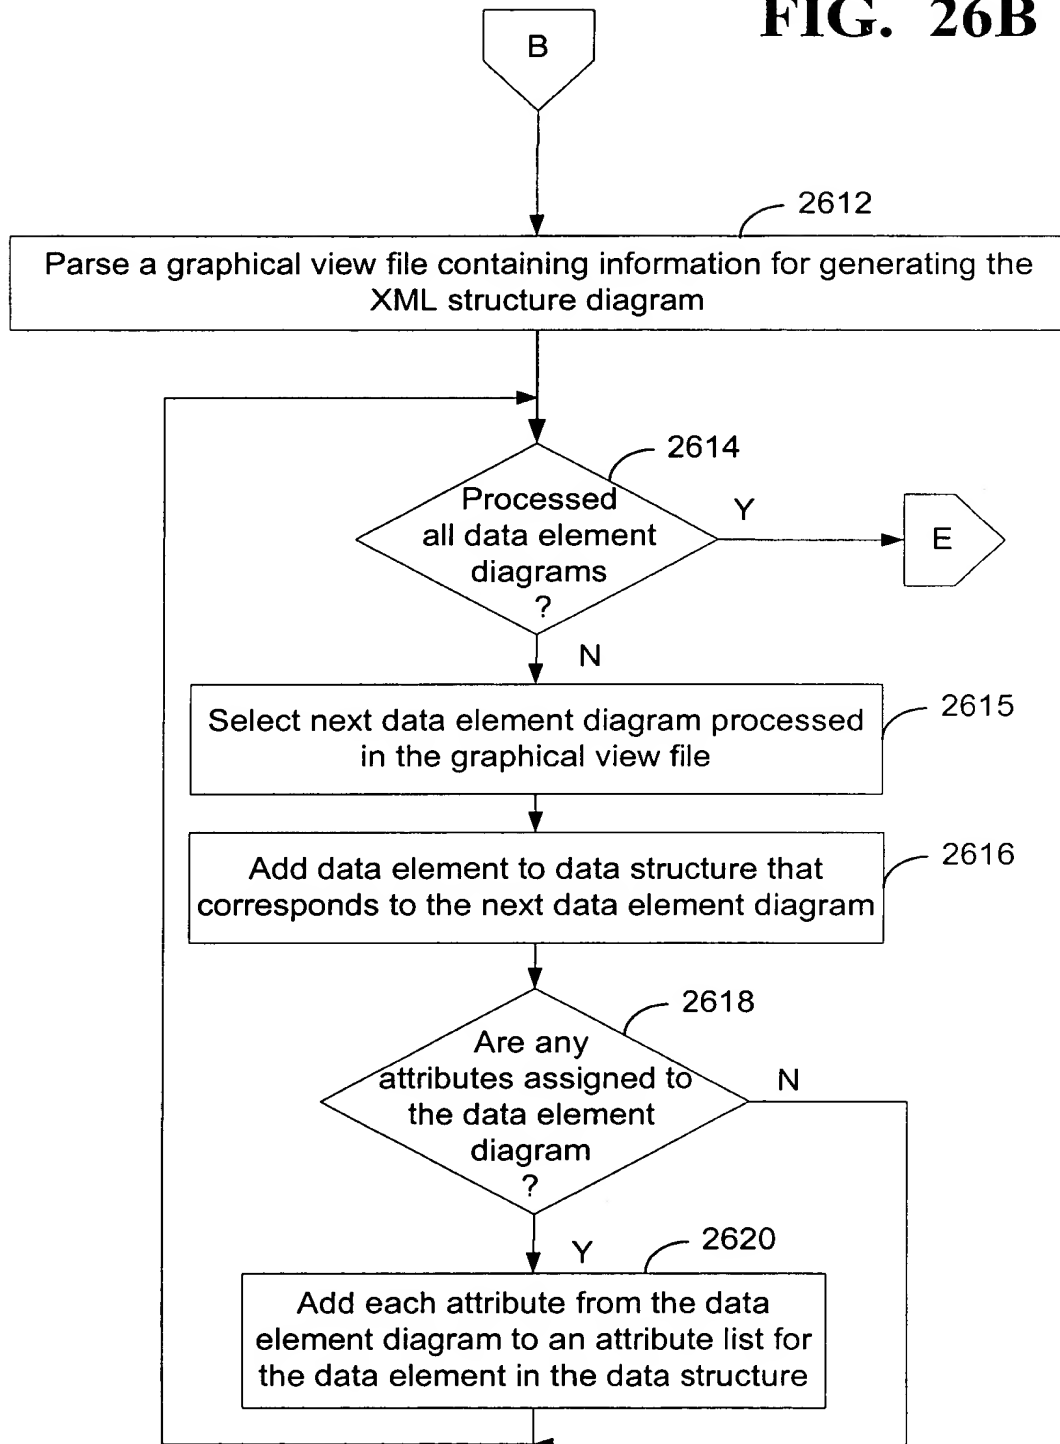 FIG. 26B
B
2612
Parse a graphical view file containing information for generating the
XML structure diagram
2614
Processed
all data element
diagrams
?
Y
E
N
2615
Select next data element diagram processed
in the graphical view file
2616
Add data element to data structure that
corresponds to the next data element diagram
2618
Are any
attributes assigned to
the data element
diagram
?
N
Y
2620
Add each attribute from the data
element diagram to an attribute list for
the data element in the data structure